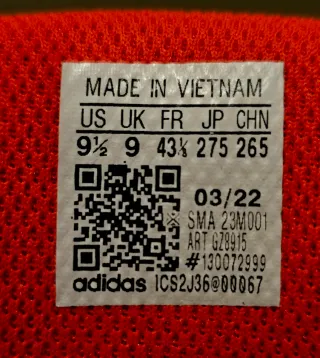 MADE IN VIETNAM
US UK FR JP CHN
9½ 9 43⅓ 275 265
03/22
SMA 23M001
ART GZ8915
#130072999
adidas 1CS2J36@00067